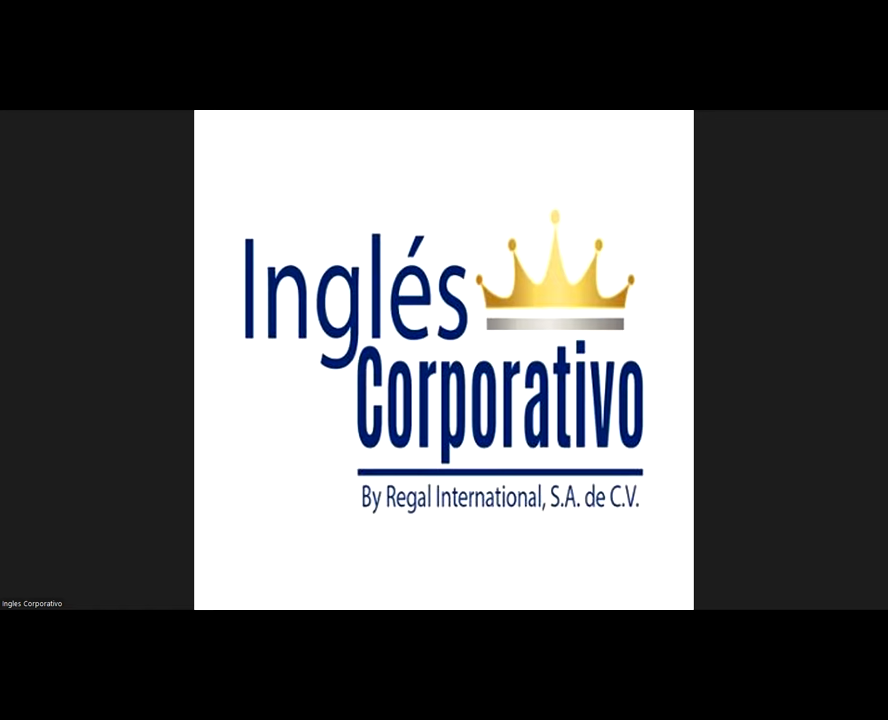 Inglés
Corporativo
By Regal International, S.A. de C.V.
Ingles Corporativo